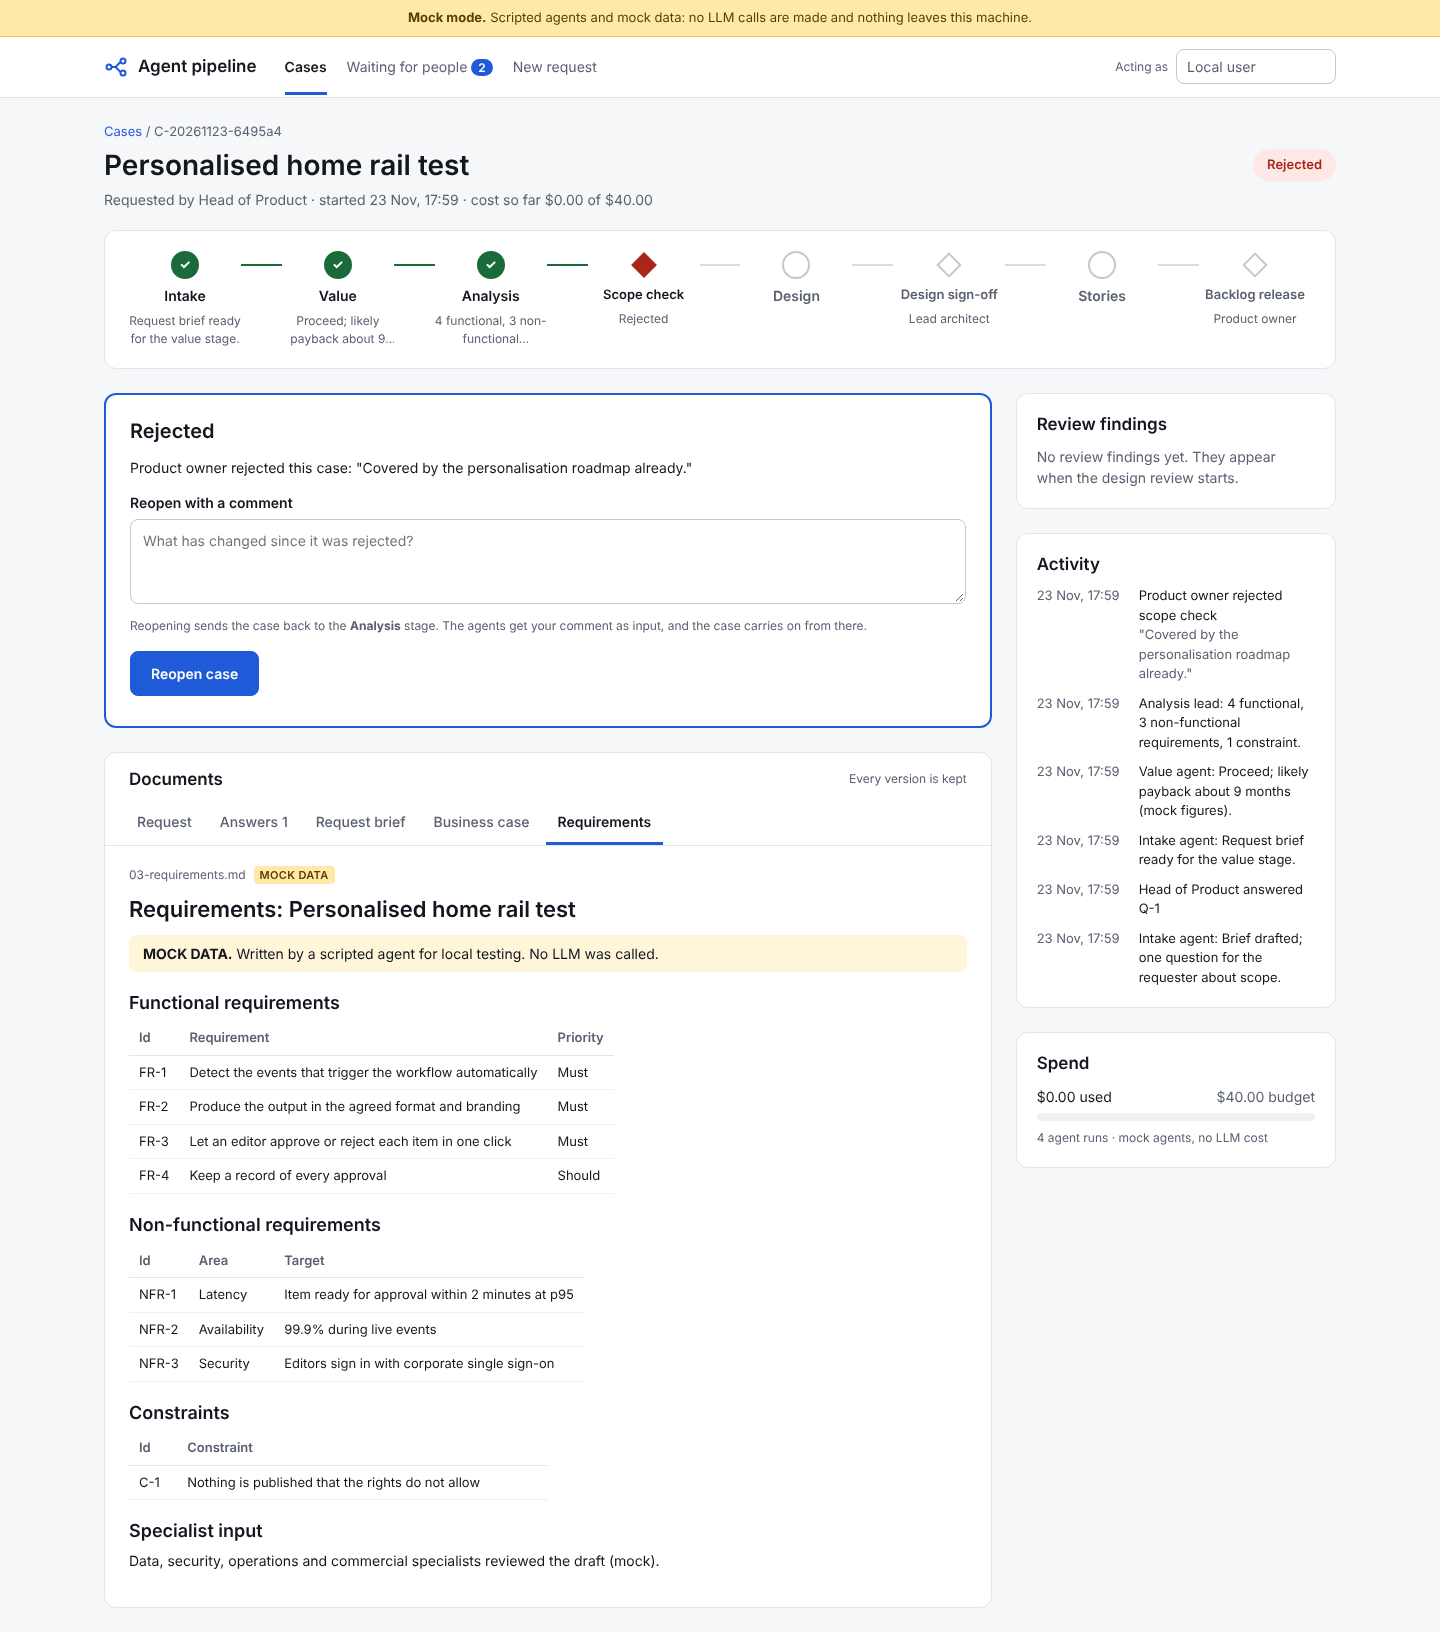 Mock mode. Scripted agents and mock data: no LLM calls are made and nothing leaves this machine.
Agent pipeline
Cases
Waiting for people 2
New request
Acting as
Local user
Cases / C-20261123-6495a4
Personalised home rail test
Rejected
Requested by Head of Product · started 23 Nov, 17:59 · cost so far $0.00 of $40.00
Intake
Request brief ready
for the value stage.
Value
Proceed; likely
payback about 9...
Analysis
4 functional, 3 non-
functional...
Scope check
Rejected
Design
Design sign-off
Lead architect
Stories
Backlog release
Product owner
Rejected
Product owner rejected this case: "Covered by the personalisation roadmap already."
Reopen with a comment
What has changed since it was rejected?
Reopening sends the case back to the Analysis stage. The agents get your comment as input, and the case carries on from there.
Reopen case
Documents
Every version is kept
Request
Answers 1
Request brief
Business case
Requirements
03-requirements.md MOCK DATA
Requirements: Personalised home rail test
MOCK DATA. Written by a scripted agent for local testing. No LLM was called.
Functional requirements
Id Requirement Priority
FR-1 Detect the events that trigger the workflow automatically Must
FR-2 Produce the output in the agreed format and branding Must
FR-3 Let an editor approve or reject each item in one click Must
FR-4 Keep a record of every approval Should
Non-functional requirements
Id Area Target
NFR-1 Latency Item ready for approval within 2 minutes at p95
NFR-2 Availability 99.9% during live events
NFR-3 Security Editors sign in with corporate single sign-on
Constraints
Id Constraint
C-1 Nothing is published that the rights do not allow
Specialist input
Data, security, operations and commercial specialists reviewed the draft (mock).
Review findings
No review findings yet. They appear
when the design review starts.
Activity
23 Nov, 17:59 Product owner rejected
scope check
"Covered by the
personalisation roadmap
already."
23 Nov, 17:59 Analysis lead: 4 functional,
3 non-functional
requirements, 1 constraint.
23 Nov, 17:59 Value agent: Proceed; likely
payback about 9 months
(mock figures).
23 Nov, 17:59 Intake agent: Request brief
ready for the value stage.
23 Nov, 17:59 Head of Product answered
Q-1
23 Nov, 17:59 Intake agent: Brief drafted;
one question for the
requester about scope.
Spend
$0.00 used
$40.00 budget
4 agent runs · mock agents, no LLM cost